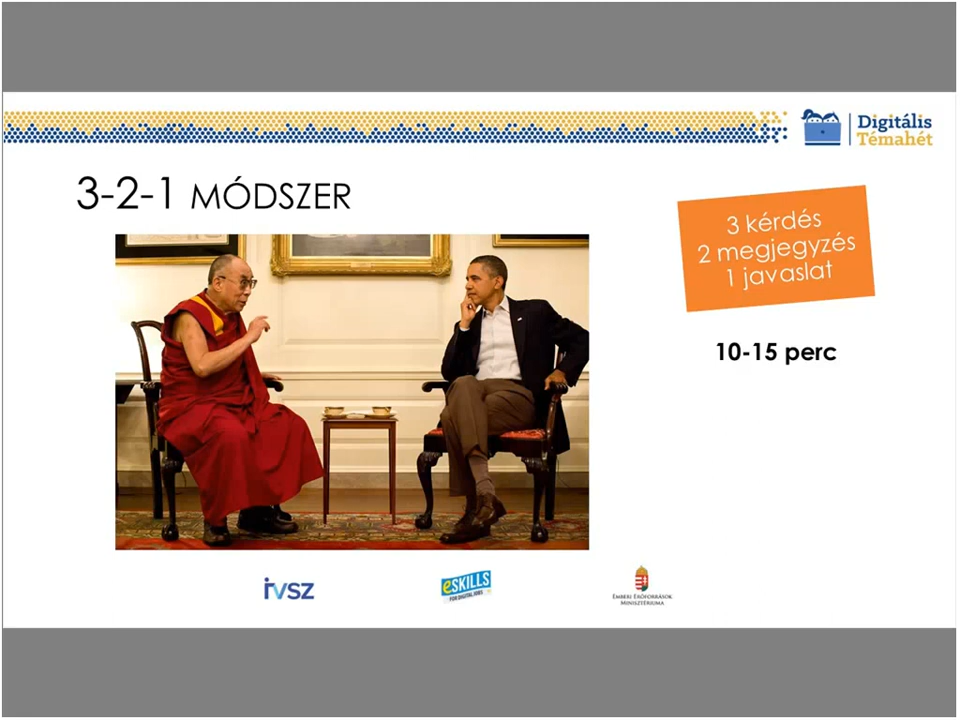 Digitális
Témahét
3-2-1 MÓDSZER
3 kérdés
2 megjegyzés
1 javaslat
10-15 perc
IVSZ
eSKILLS
FOR DIGITAL JOBS
EMBERI ERŐFORRÁSOK
MINISZTÉRIUMA